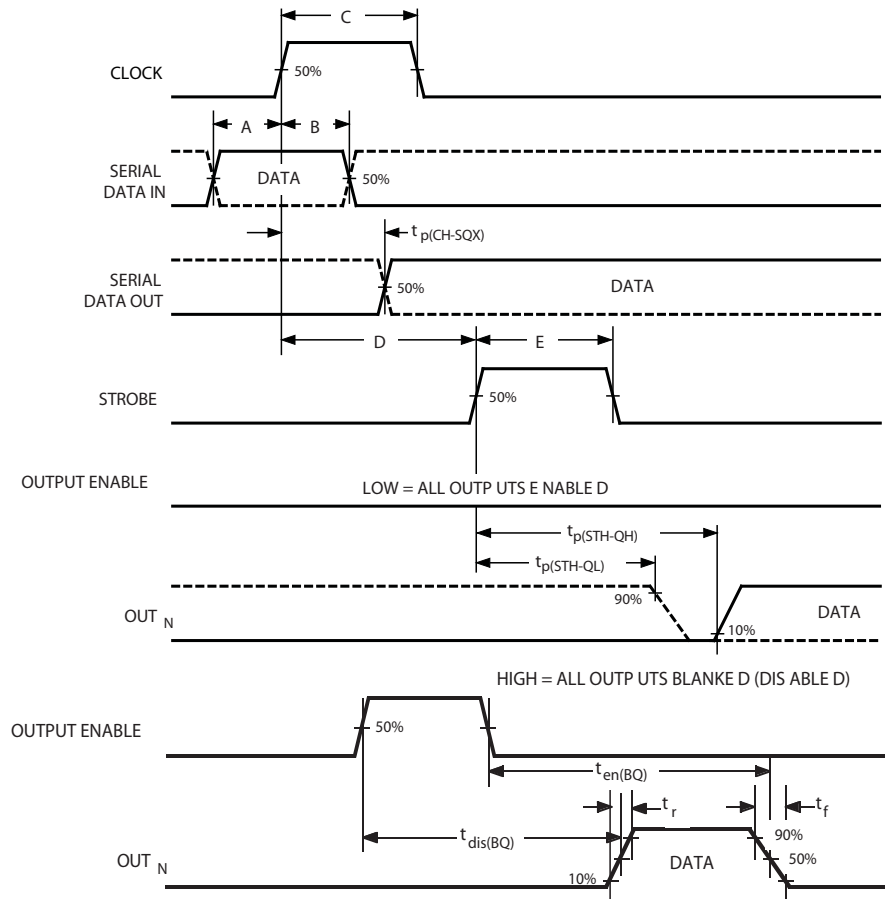 C
CLOCK
50%
A
B
SERIAL
DATA IN
DATA
50%
t p(CH-SQX)
SERIAL
DATA OUT
50%
DATA
D
E
STROBE
50%
OUTPUT ENABLE
LOW = ALL OUTP UTS E NABLE D
t p(STH-QH)
t p(STH-QL)
90%
OUT N
10%
DATA
HIGH = ALL OUTP UTS BLANKE D (DIS ABLE D)
OUTPUT ENABLE
50%
t en(BQ)
t r
t f
t dis(BQ)
90%
OUT N
DATA
50%
10%